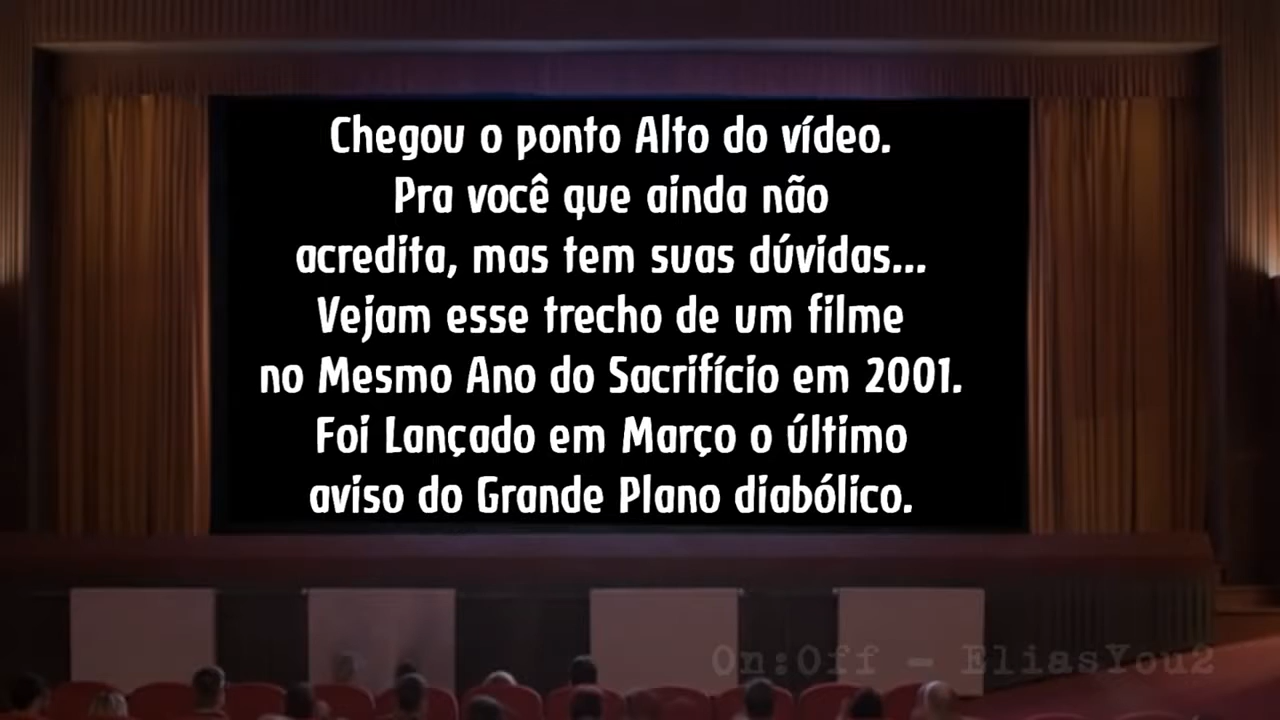 Chegou o ponto Alto do vídeo.
Pra você que ainda não
acredita, mas tem suas dúvidas...
Vejam esse trecho de um filme
no Mesmo Ano do Sacrifício em 2001.
Foi Lançado em Março o último
aviso do Grande Plano diabólico.
On:Off - EliasYou2